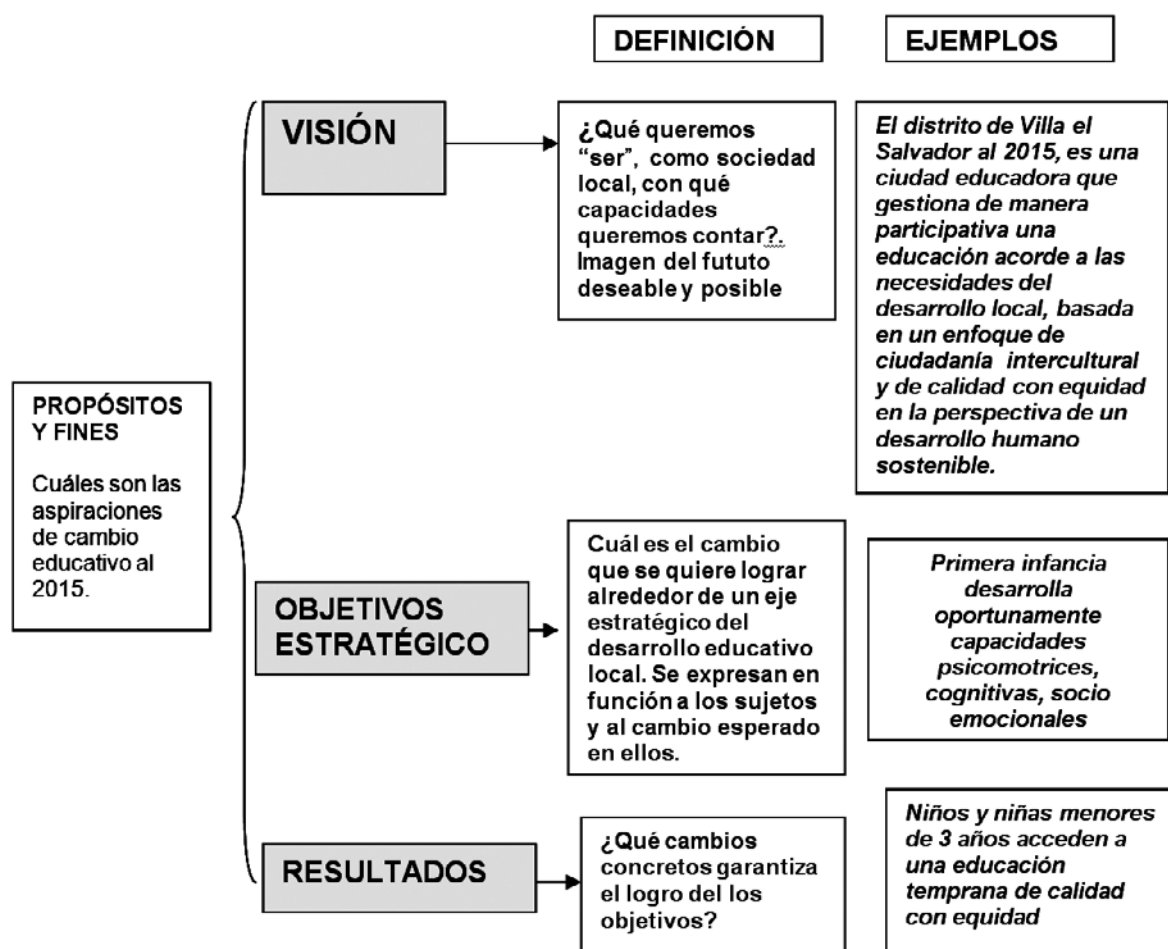 DEFINICIÓN
EJEMPLOS
PROPÓSITOS
Y FINES
Cuáles son las
aspiraciones
de cambio
educativo al
2015.
VISIÓN
¿Qué queremos
“ser”, como sociedad
local, con qué
capacidades
queremos contar?.
Imagen del fututo
deseable y posible
El distrito de Villa el
Salvador al 2015, es una
ciudad educadora que
gestiona de manera
participativa una
educación acorde a las
necesidades del
desarrollo local, basada
en un enfoque de
ciudadanía intercultural
y de calidad con equidad
en la perspectiva de un
desarrollo humano
sostenible.
OBJETIVOS
ESTRATÉGICO
Cuál es el cambio
que se quiere lograr
alrededor de un eje
estratégico del
desarrollo educativo
local. Se expresan en
función a los sujetos
y al cambio esperado
en ellos.
Primera infancia
desarrolla
oportunamente
capacidades
psicomotrices,
cognitivas, socio
emocionales
RESULTADOS
¿Qué cambios
concretos garantiza
el logro del los
objetivos?
Niños y niñas menores
de 3 años acceden a
una educación
temprana de calidad
con equidad